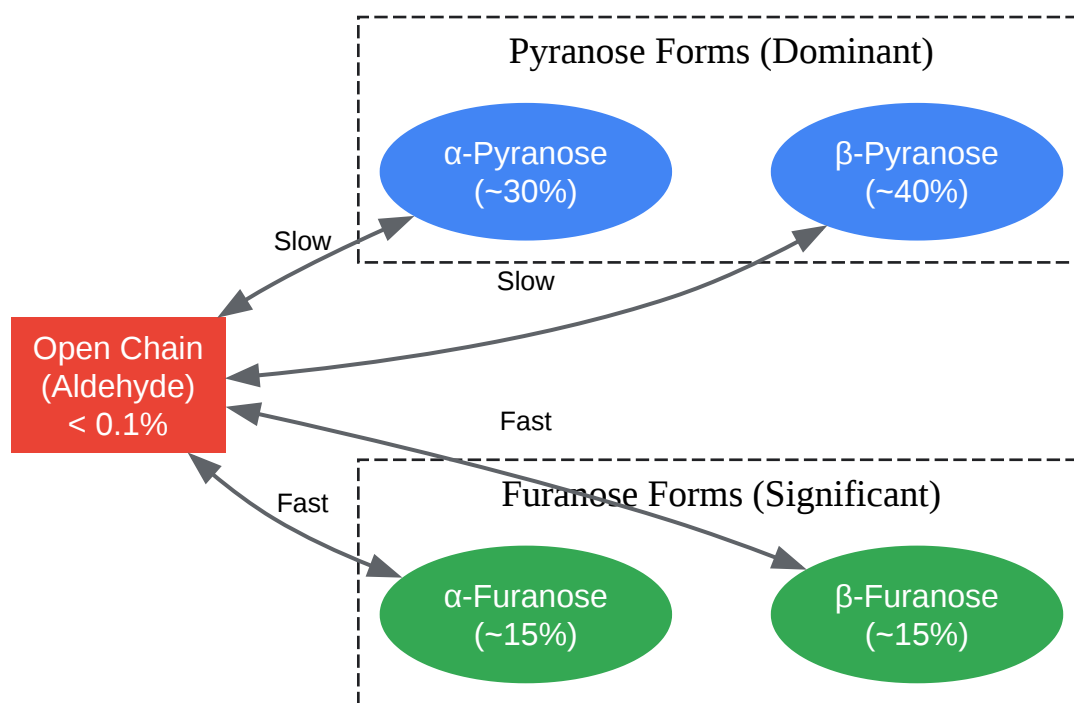 Pyranose Forms (Dominant)
α-Pyranose
(~30%)
β-Pyranose
(~40%)
Slow
Slow
Open Chain
(Aldehyde)
< 0.1%
Fast
Fast
Furanose Forms (Significant)
α-Furanose
(~15%)
β-Furanose
(~15%)